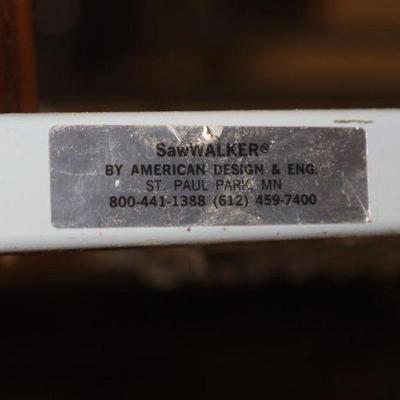 SawWALKER®
BY AMERICAN DESIGN & ENG.
ST. PAUL PARK, MN
800-441-1388 (612) 459-7400